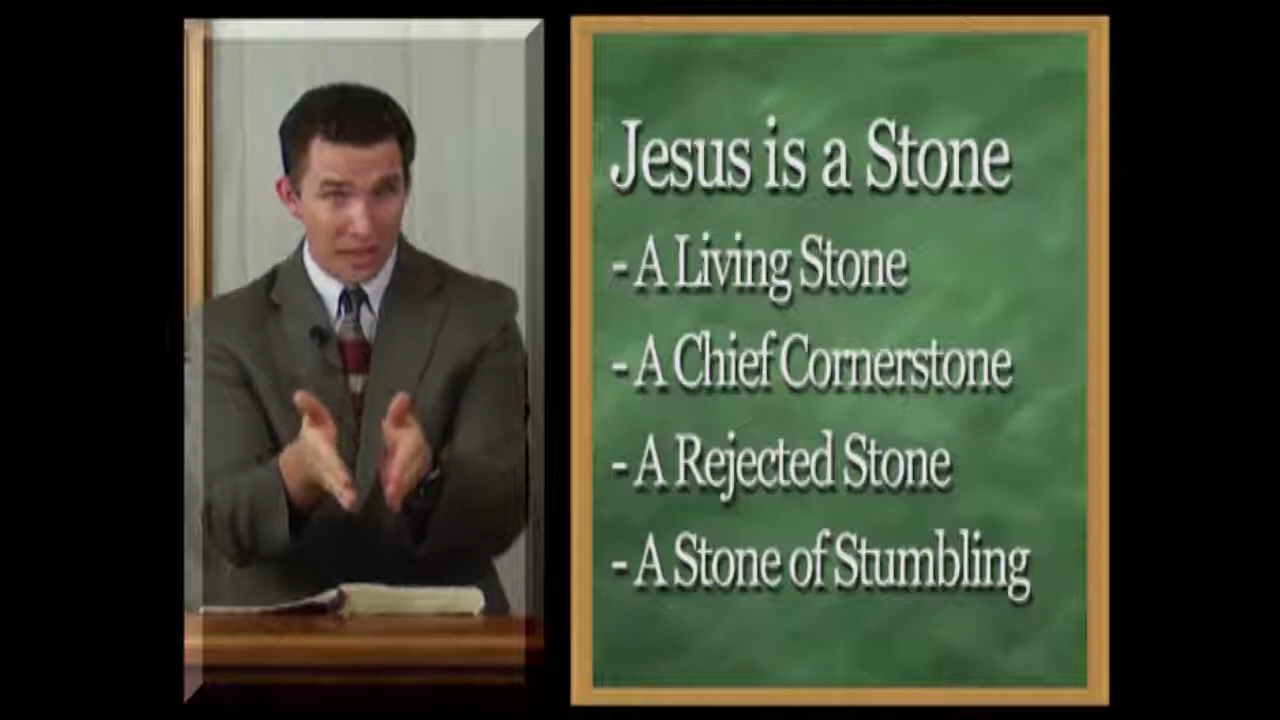 Jesus is a Stone
- A Living Stone
- A Chief Cornerstone
- A Rejected Stone
- A Stone of Stumbling